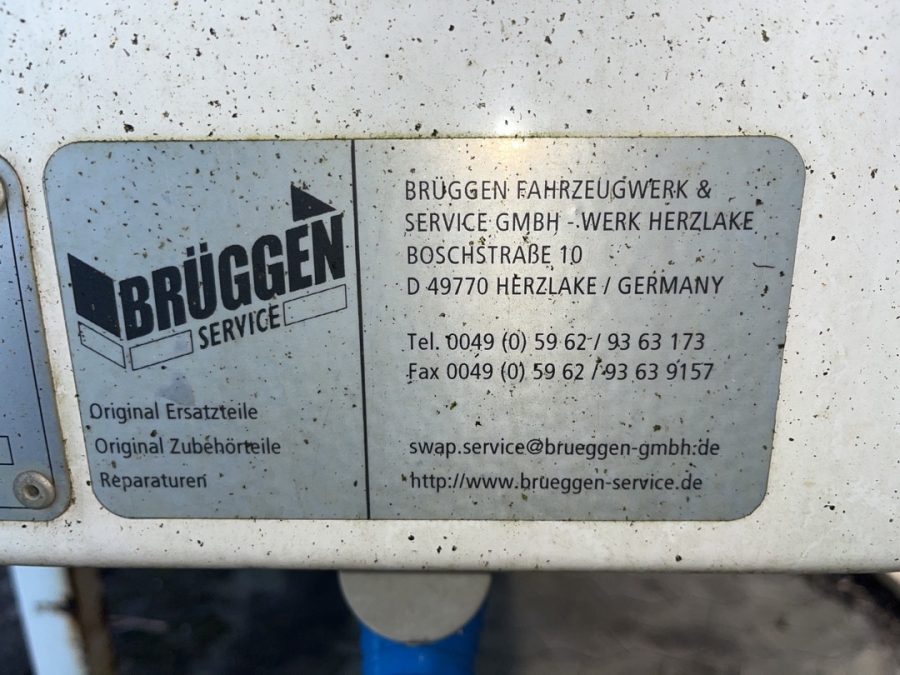 BRÜGGEN
SERVICE
Original Ersatzteile
Original Zubehörteile
Reparaturen
BRÜGGEN FAHRZEUGWERK &
SERVICE GMBH - WERK HERZLAKE
BOSCHSTRAßE 10
D 49770 HERZLAKE / GERMANY
Tel. 0049 (0) 59 62 / 93 63 173
Fax 0049 (0) 59 62 / 93 63 9157
swap.service@brueggen-gmbh.de
http://www.brueggen-service.de